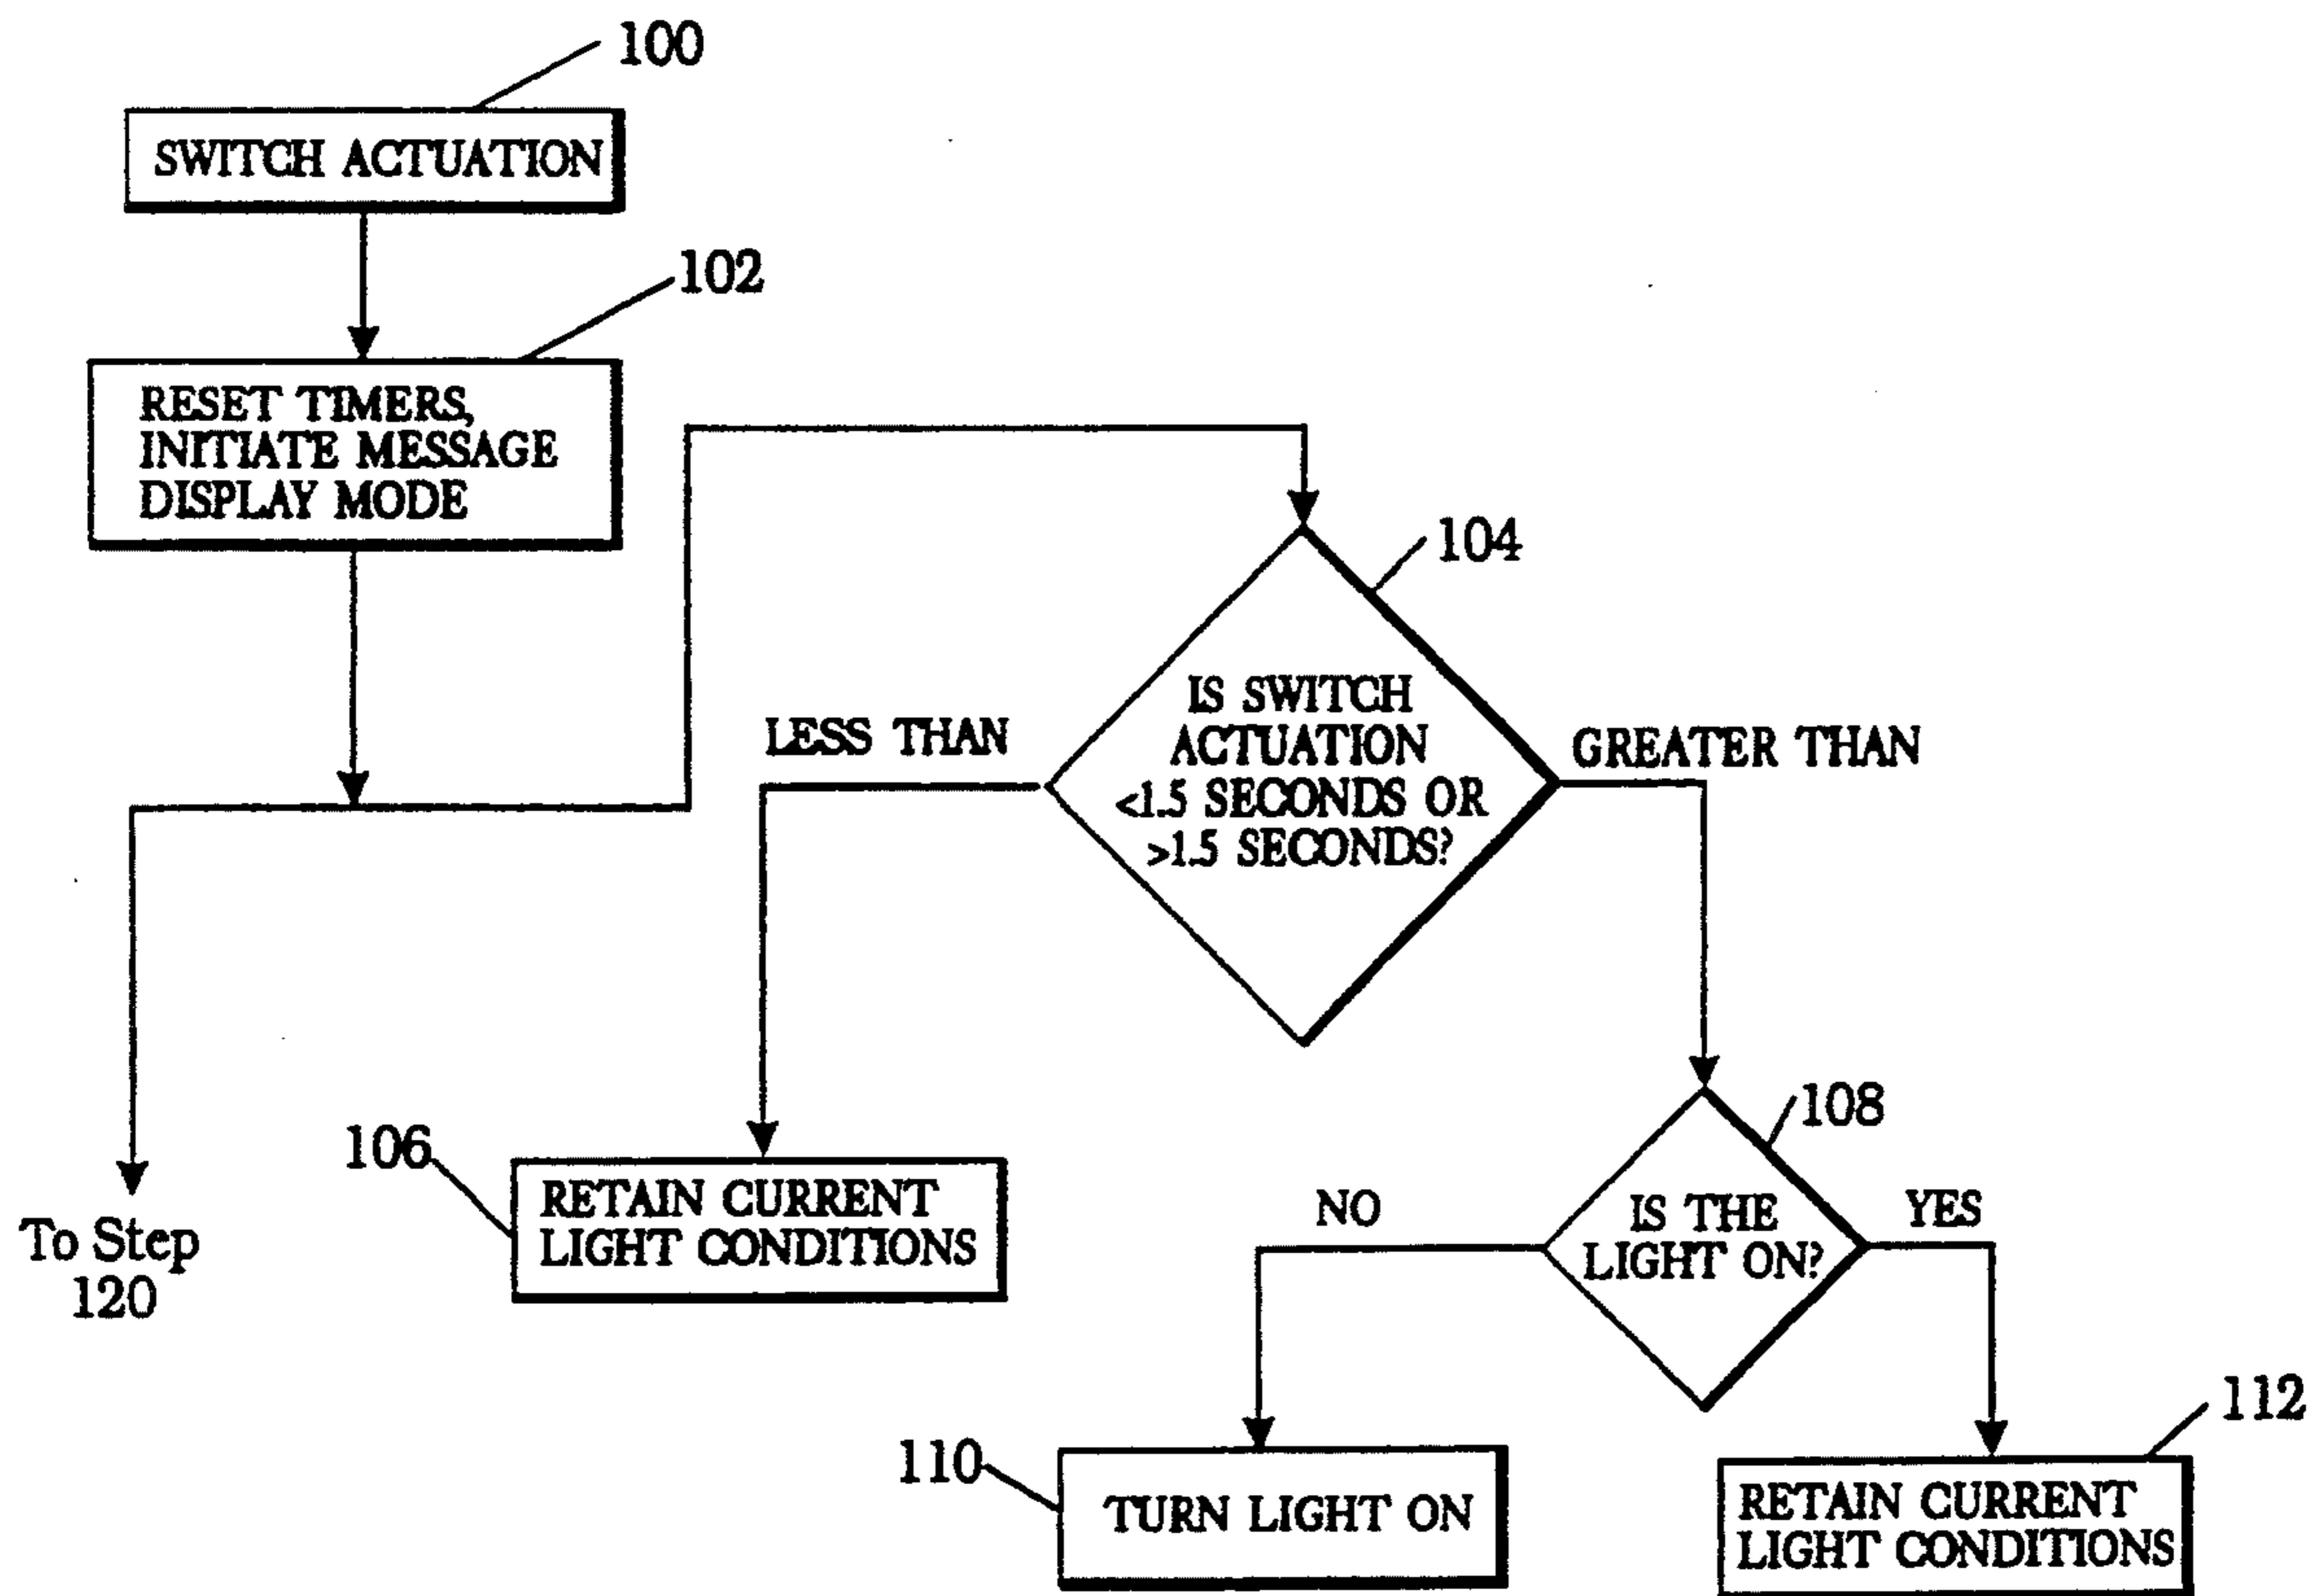 100
SWITCH ACTUATION
102
RESET TIMERS,
INITIATE MESSAGE
DISPLAY MODE
104
IS SWITCH
ACTUATION
<1.5 SECONDS OR
>1.5 SECONDS?
LESS THAN
GREATER THAN
To Step
120
106
RETAIN CURRENT
LIGHT CONDITIONS
108
IS THE
LIGHT ON?
NO
YES
110
TURN LIGHT ON
112
RETAIN CURRENT
LIGHT CONDITIONS